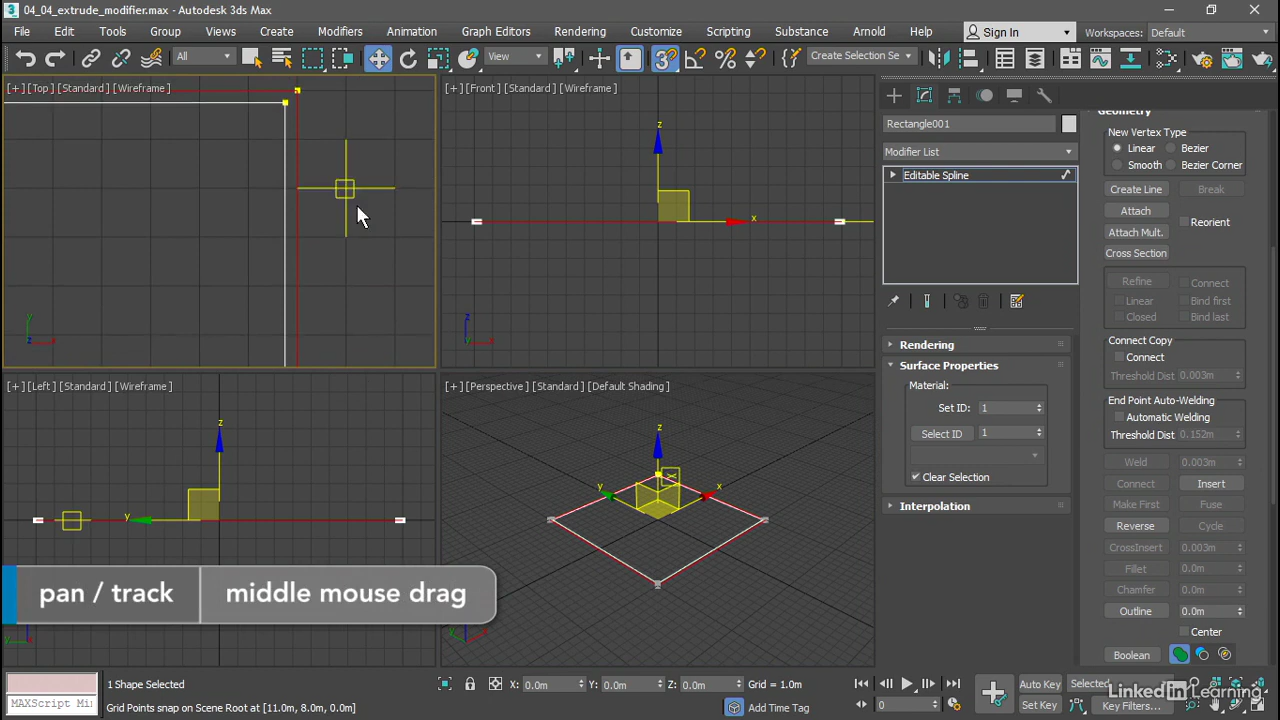 04_04_extrude_modifier.max - Autodesk 3ds Max
File Edit Tools Group Views Create Modifiers Animation Graph Editors Rendering Customize Scripting Substance Arnold Help Sign In Workspaces: Default
All View Create Selection Se
[+] [Top] [Standard] [Wireframe]
[+] [Front] [Standard] [Wireframe]
z
x
y
z
x
z
x
[+] [Left] [Standard] [Wireframe]
z
y
y
[+] [Perspective] [Standard] [Default Shading]
z
y
x
x
y
pan / track middle mouse drag
Rectangle001
Modifier List
Editable Spline
Rendering
Surface Properties
Material:
Set ID: 1
Select ID 1
Clear Selection
Interpolation
Geometry
New Vertex Type
Linear Bezier
Smooth Bezier Corner
Create Line Break
Attach Reorient
Attach Mult.
Cross Section
Refine Connect
Linear Bind first
Closed Bind last
Connect Copy
Connect
Threshold Dist 0.003m
End Point Auto-Welding
Automatic Welding
Threshold Dist 0.152m
Weld 0.003m
Connect Insert
Make First Fuse
Reverse Cycle
CrossInsert 0.003m
Fillet 0.0m
Chamfer 0.0m
Outline 0.0m
Center
Boolean
MAXScript Mi
1 Shape Selected
Grid Points snap on Scene Root at [11.0m, 8.0m, 0.0m]
X: 0.0m Y: 0.0m Z: 0.0m Grid = 1.0m
Add Time Tag
0
Auto Key Selected
Set Key Key Filters...
LinkedIn Learning